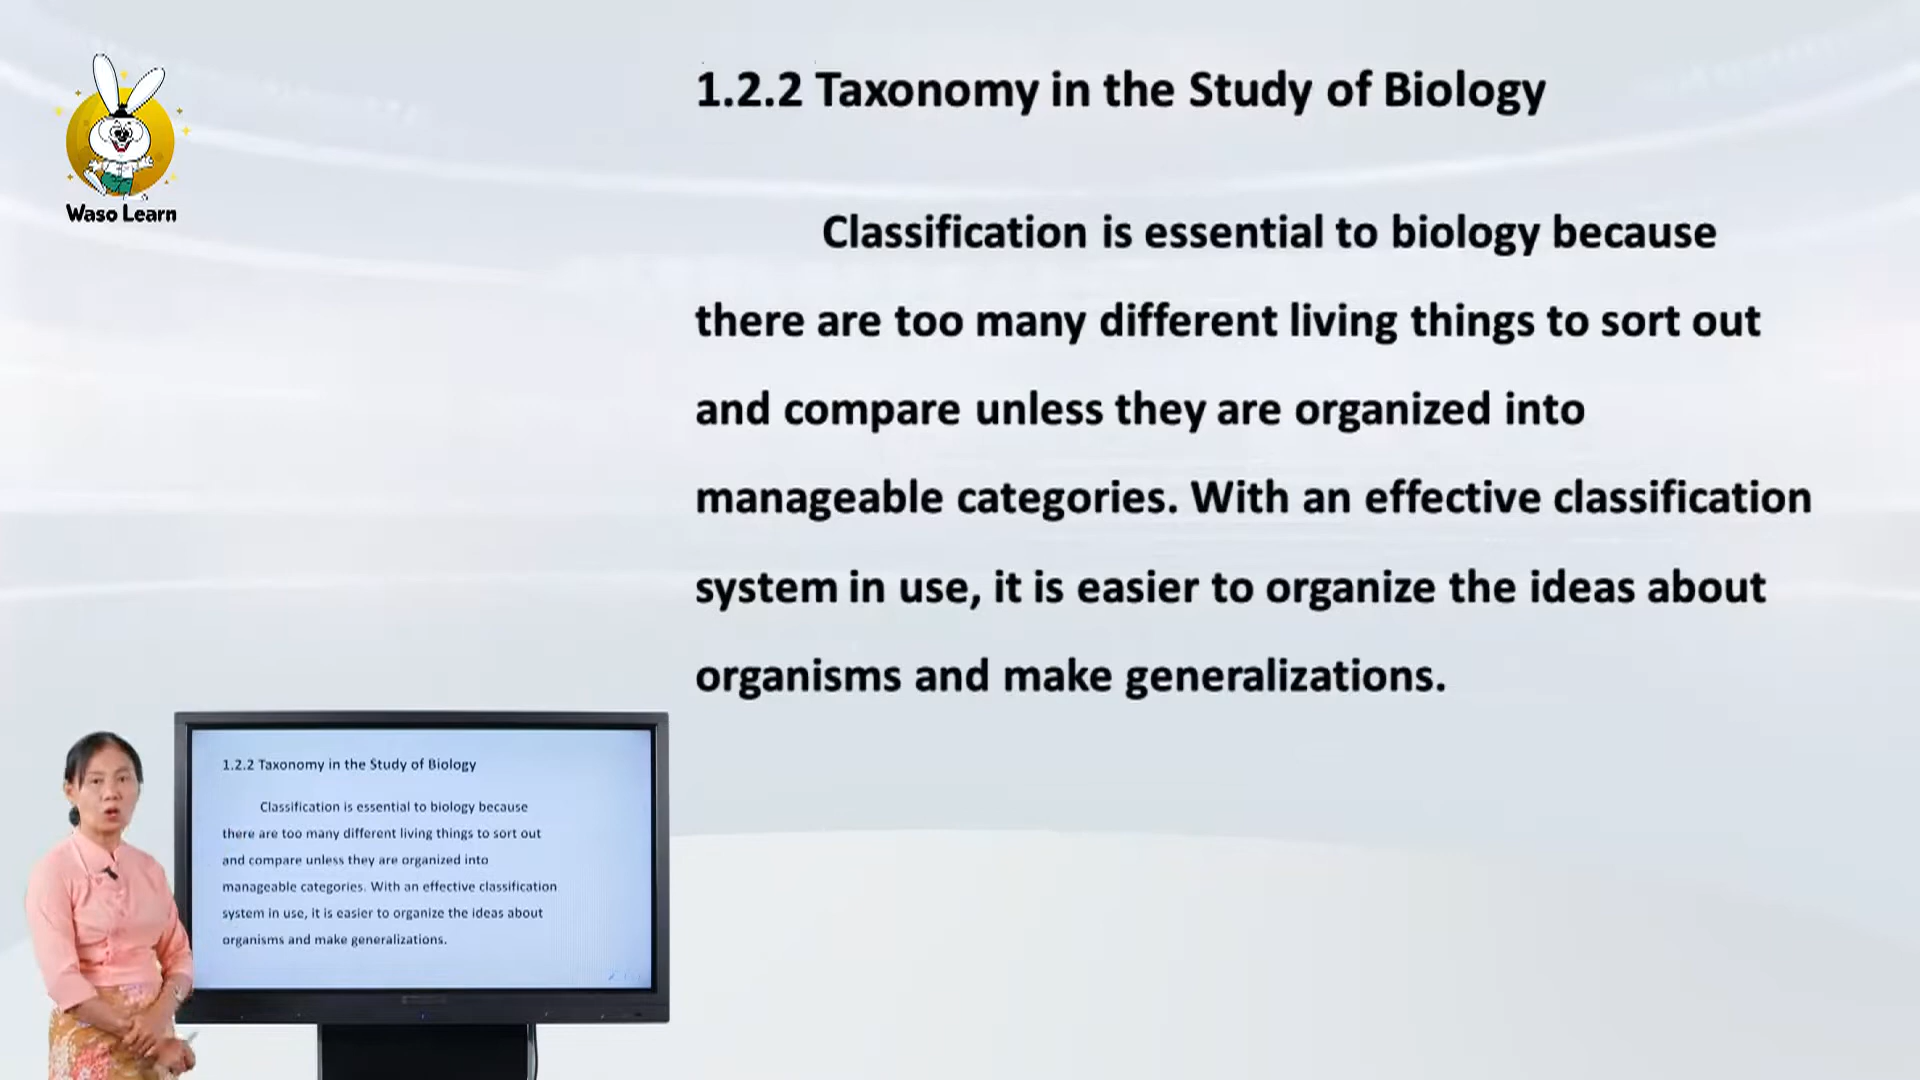 Waso Learn
1.2.2 Taxonomy in the Study of Biology
Classification is essential to biology because
there are too many different living things to sort out
and compare unless they are organized into
manageable categories. With an effective classification
system in use, it is easier to organize the ideas about
organisms and make generalizations.
1.2.2 Taxonomy in the Study of Biology
Classification is essential to biology because
there are too many different living things to sort out
and compare unless they are organized into
manageable categories. With an effective classification
system in use, it is easier to organize the ideas about
organisms and make generalizations.